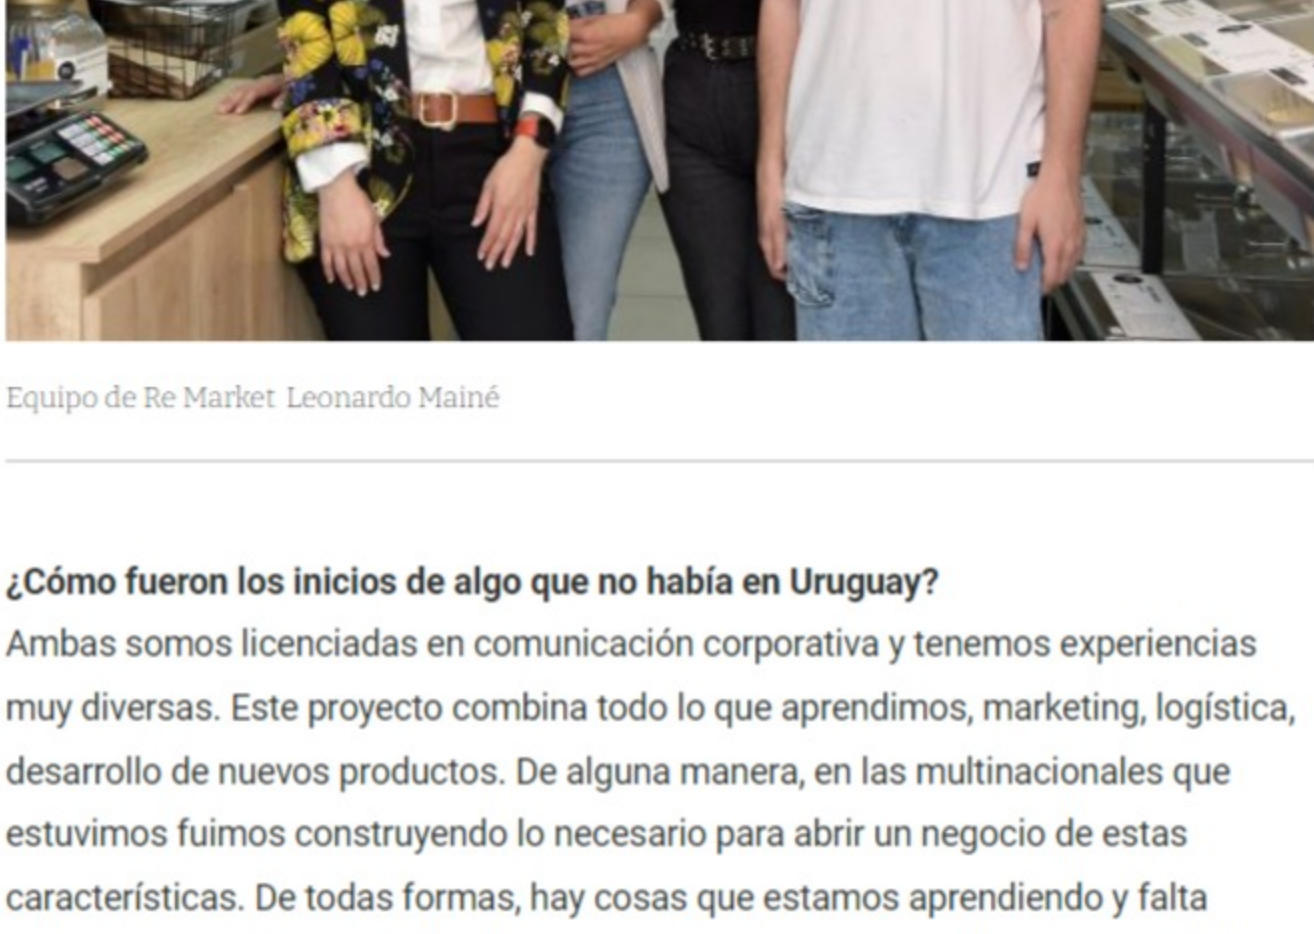 Equipo de Re Market Leonardo Mainé
¿Cómo fueron los inicios de algo que no había en Uruguay?
Ambas somos licenciadas en comunicación corporativa y tenemos experiencias
muy diversas. Este proyecto combina todo lo que aprendimos, marketing, logística,
desarrollo de nuevos productos. De alguna manera, en las multinacionales que
estuvimos fuimos construyendo lo necesario para abrir un negocio de estas
características. De todas formas, hay cosas que estamos aprendiendo y falta